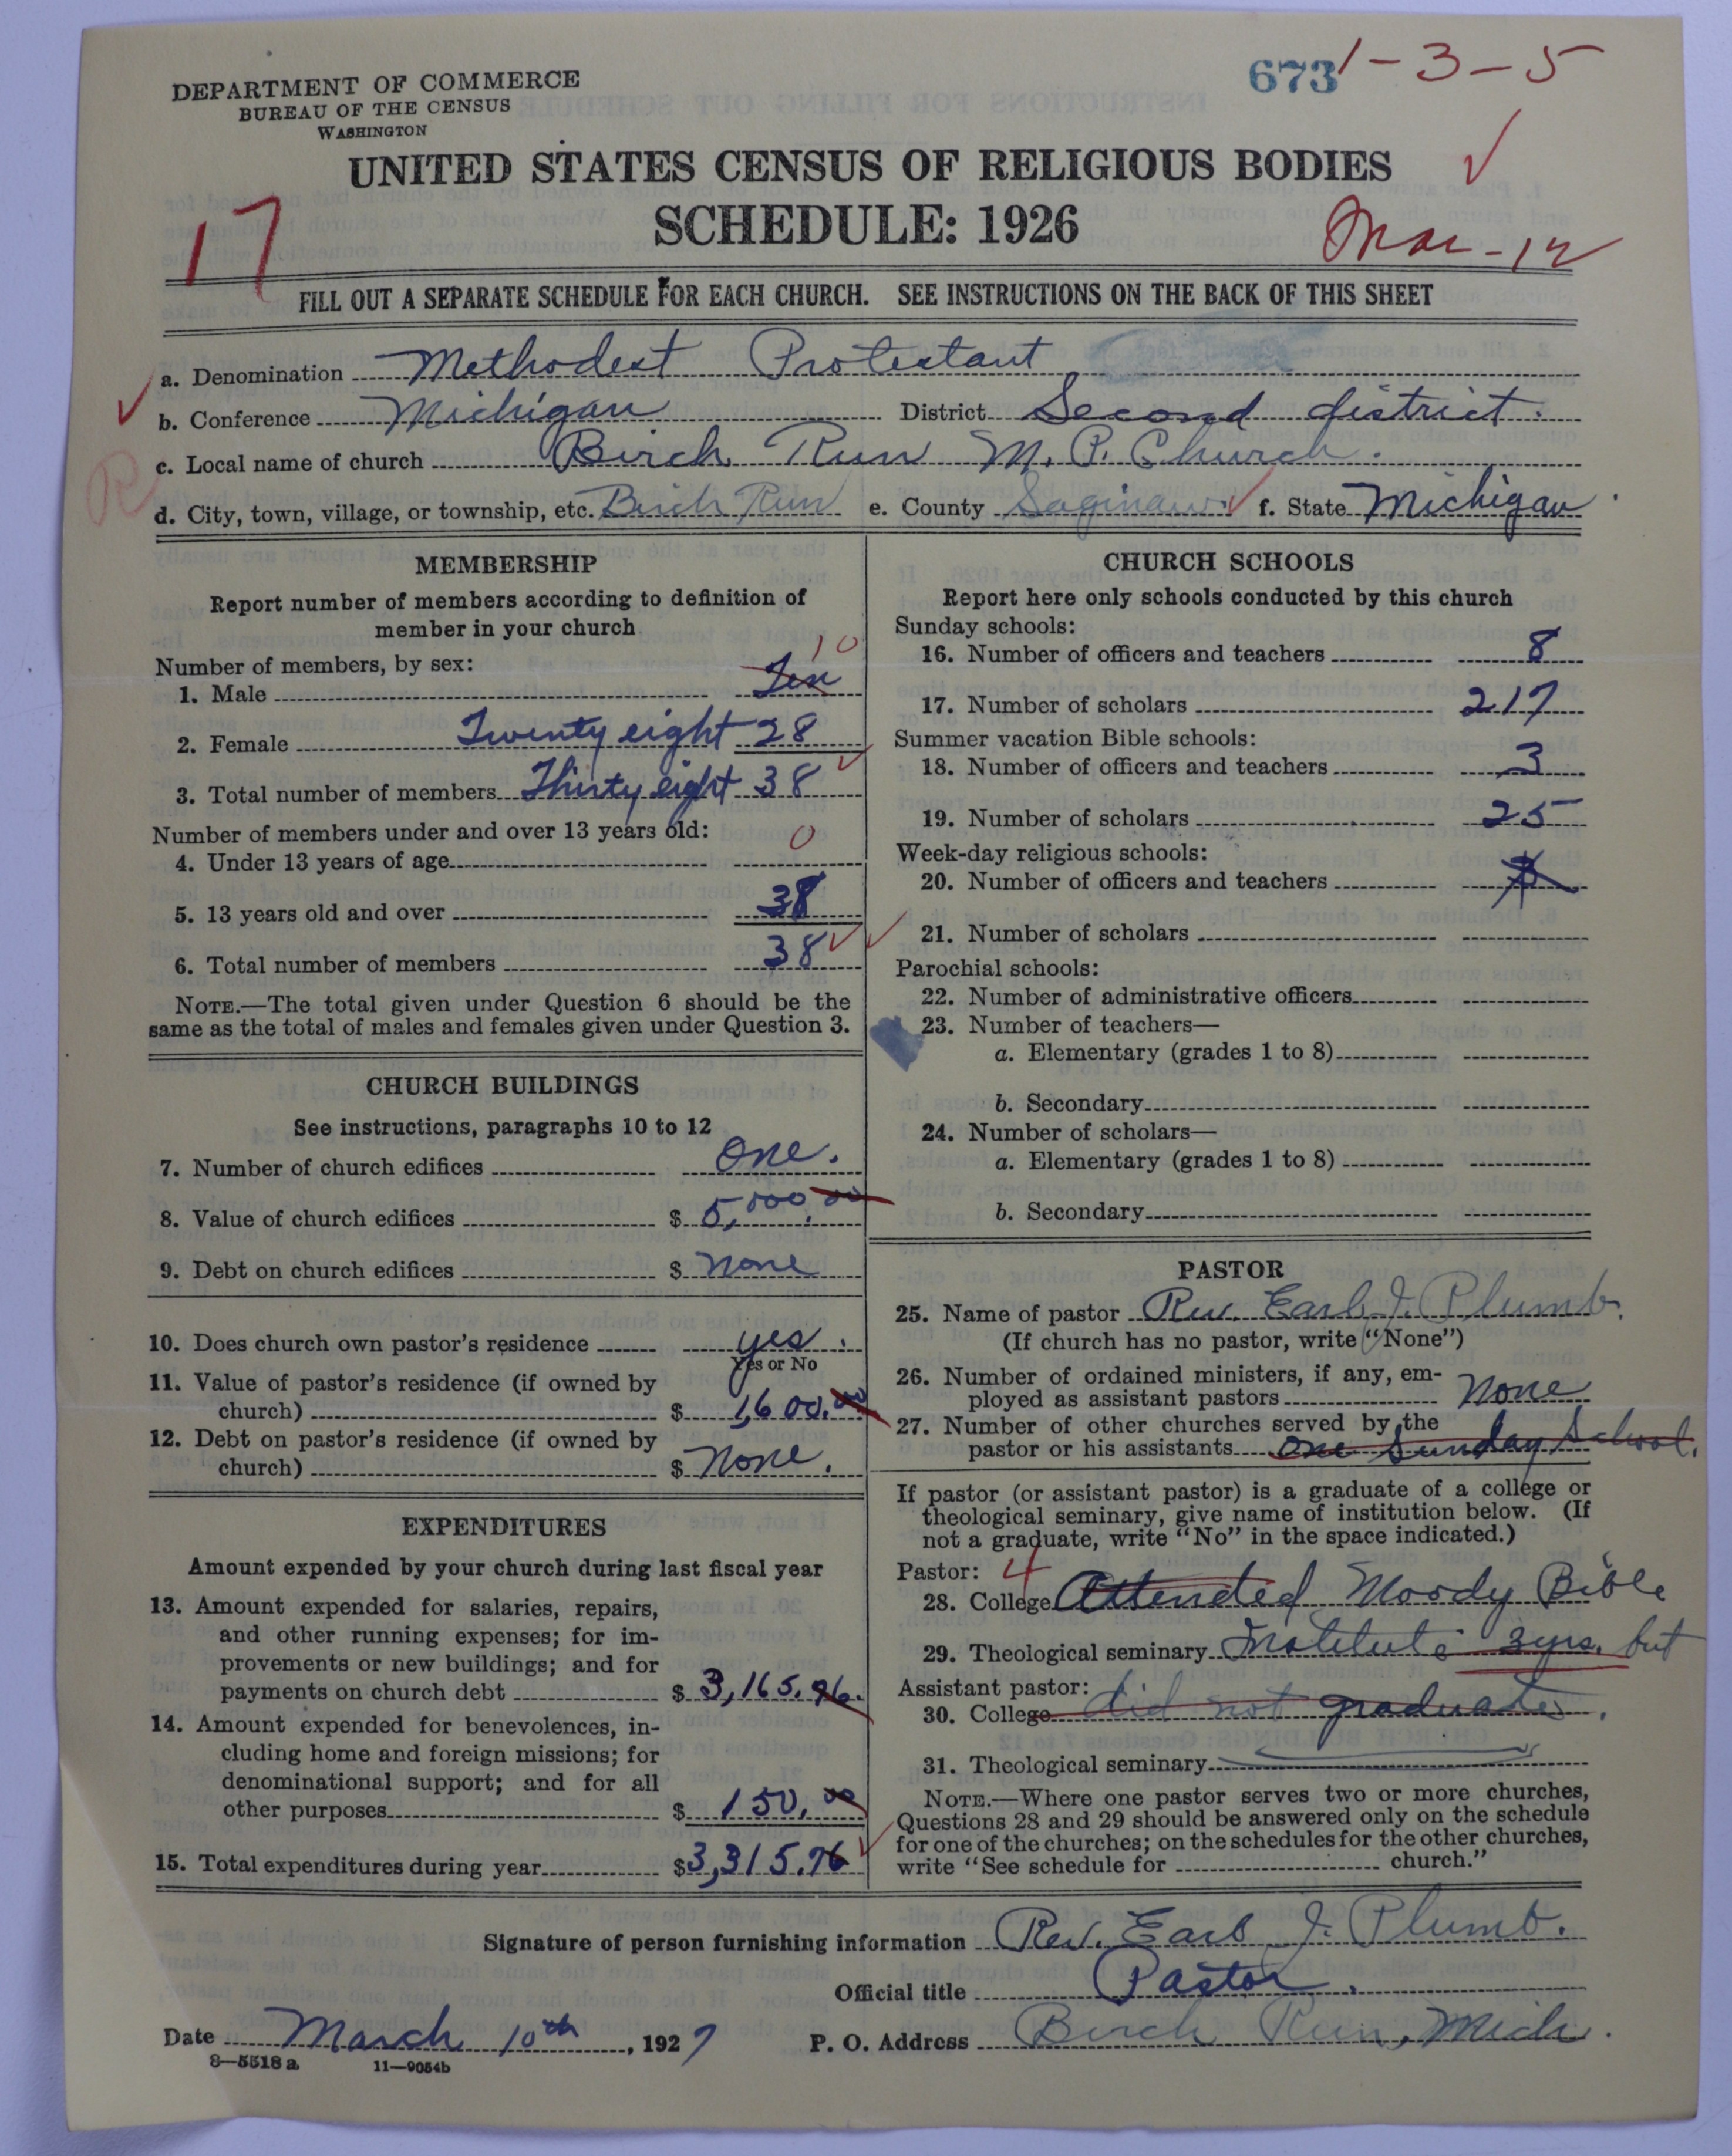 DEPARTMENT OF COMMERCE
BUREAU OF THE CENSUS
WASHINGTON
673 1-3-5
UNITED STATES CENSUS OF RELIGIOUS BODIES
SCHEDULE: 1926
17
Mar-12
FILL OUT A SEPARATE SCHEDULE FOR EACH CHURCH. SEE INSTRUCTIONS ON THE BACK OF THIS SHEET
a. Denomination Methodest Protestant
b. Conference Michigan District Second district.
c. Local name of church Birch Run M. P. Church.
R
d. City, town, village, or township, etc. Birch Run e. County Saginaw. f. State Michigan.
MEMBERSHIP
Report number of members according to definition of
member in your church
Number of members, by sex:
10
1. Male Ten
2. Female Twenty eight 28
3. Total number of members Thirty eight 38
Number of members under and over 13 years old:
4. Under 13 years of age 0
5. 13 years old and over 38
6. Total number of members 38
NOTE.—The total given under Question 6 should be the
same as the total of males and females given under Question 3.
CHURCH BUILDINGS
See instructions, paragraphs 10 to 12
7. Number of church edifices One.
8. Value of church edifices $ 5,000.00
9. Debt on church edifices $ None
10. Does church own pastor's residence yes.
Yes or No
11. Value of pastor's residence (if owned by
church) $ 1,600.00
12. Debt on pastor's residence (if owned by
church) $ None.
EXPENDITURES
Amount expended by your church during last fiscal year
13. Amount expended for salaries, repairs,
and other running expenses; for im-
provements or new buildings; and for
payments on church debt $ 3,165.96.
14. Amount expended for benevolences, in-
cluding home and foreign missions; for
denominational support; and for all
other purposes $ 150.00
15. Total expenditures during year $3,315.96
CHURCH SCHOOLS
Report here only schools conducted by this church
Sunday schools:
16. Number of officers and teachers 8
17. Number of scholars 217
Summer vacation Bible schools:
18. Number of officers and teachers 3
19. Number of scholars 25
Week-day religious schools:
20. Number of officers and teachers
21. Number of scholars
Parochial schools:
22. Number of administrative officers
23. Number of teachers—
a. Elementary (grades 1 to 8)
b. Secondary
24. Number of scholars—
a. Elementary (grades 1 to 8)
b. Secondary
PASTOR
25. Name of pastor Rev. Earl J. Plumb.
(If church has no pastor, write "None")
26. Number of ordained ministers, if any, em-
ployed as assistant pastors None
27. Number of other churches served by the
pastor or his assistants One Sunday School.
If pastor (or assistant pastor) is a graduate of a college or
theological seminary, give name of institution below. (If
not a graduate, write "No" in the space indicated.)
Pastor: 4
28. College Attended Moody Bible
29. Theological seminary Institute 3 yrs. but
Assistant pastor:
30. College did not graduate.
31. Theological seminary
NOTE.—Where one pastor serves two or more churches,
Questions 28 and 29 should be answered only on the schedule
for one of the churches; on the schedules for the other churches,
write "See schedule for church."
Signature of person furnishing information Rev. Earl J. Plumb.
Official title Pastor.
Date March 10th, 1927 P. O. Address Birch Run, Mich.
8—5518 a 11—9054b